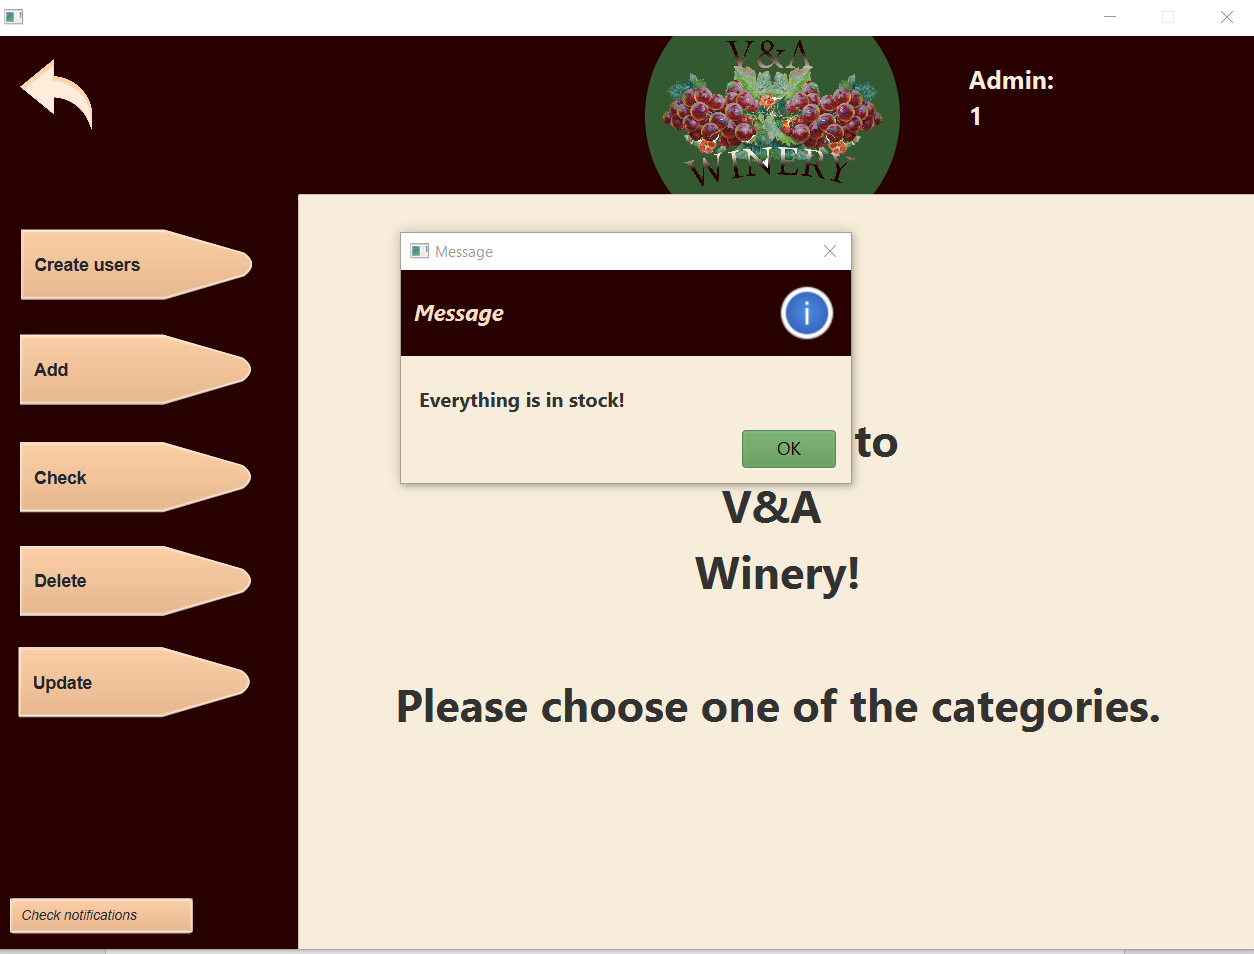 V&A
WINERY
Admin:
1
Create users
Add
Check
Delete
Update
Check notifications
Message
Message
i
Everything is in stock!
OK
to
V&A
Winery!
Please choose one of the categories.